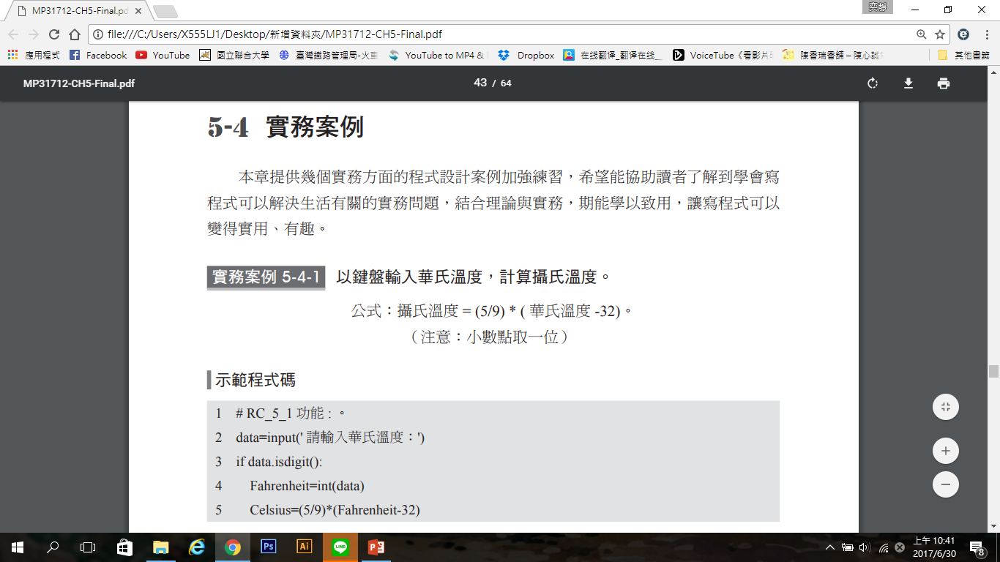 MP31712-CH5-Final.pd
奕靜
file:///C:/Users/X555LJ1/Desktop/新增資料夾/MP31712-CH5-Final.pdf
應用程式 Facebook YouTube 國立聯合大學 臺灣鐵路管理局-火車 YouTube to MP4 & Dropbox 在线翻译_翻译在线_ VoiceTube《看影片 陳香瑞香舖 – 陳心誠 其他書籤
MP31712-CH5-Final.pdf 43 / 64
5-4 實務案例
本章提供幾個實務方面的程式設計案例加強練習，希望能協助讀者了解到學會寫
程式可以解決生活有關的實務問題，結合理論與實務，期能學以致用，讓寫程式可以
變得實用、有趣。
實務案例 5-4-1 以鍵盤輸入華氏溫度，計算攝氏溫度。
公式：攝氏溫度 = (5/9) * ( 華氏溫度 -32)。
（注意：小數點取一位）
示範程式碼
1 # RC_5_1 功能 : 。
2 data=input(' 請輸入華氏溫度：')
3 if data.isdigit():
4 Fahrenheit=int(data)
5 Celsius=(5/9)*(Fahrenheit-32)
Ps Ai LINE
上午 10:41
2017/6/30
8